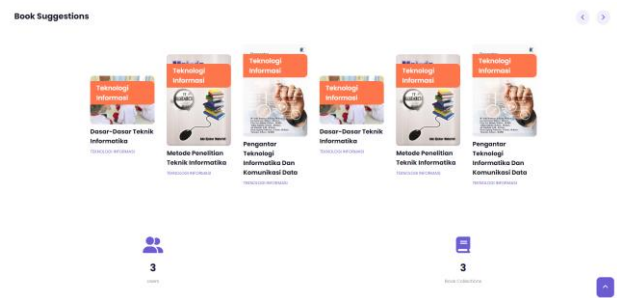 Book Suggestions
Teknologi
Informasi
Dasar-Dasar Teknik
Informatika
TEKNOLOGI INFORMASI
Teknologi
Informasi
RESEARCH
Metode Penelitian
Teknik Informatika
TEKNOLOGI INFORMASI
Teknologi
Informasi
Pengantar
Teknologi
Informatika Dan
Komunikasi Data
TEKNOLOGI INFORMASI
Teknologi
Informasi
Dasar-Dasar Teknik
Informatika
TEKNOLOGI INFORMASI
Teknologi
Informasi
RESEARCH
Metode Penelitian
Teknik Informatika
TEKNOLOGI INFORMASI
Teknologi
Informasi
Pengantar
Teknologi
Informatika Dan
Komunikasi Data
TEKNOLOGI INFORMASI
3
Users
3
Book Collections